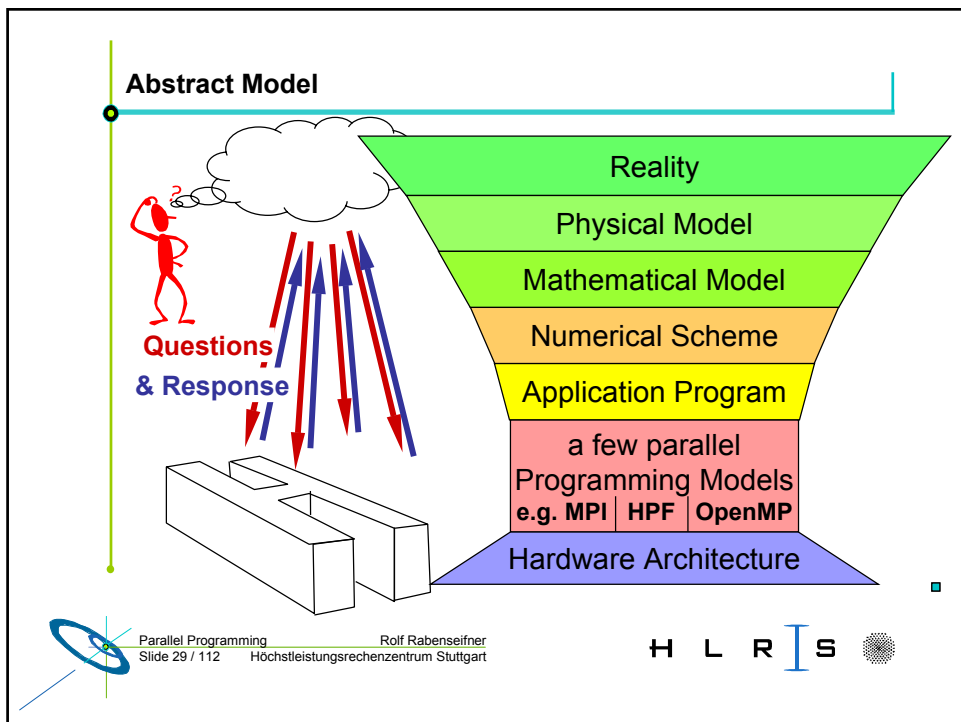 Abstract Model
?
Questions
& Response
Reality
Physical Model
Mathematical Model
Numerical Scheme
Application Program
a few parallel
Programming Models
e.g. MPI HPF OpenMP
Hardware Architecture
Parallel Programming Rolf Rabenseifner
Slide 29 / 112 Höchstleistungsrechenzentrum Stuttgart
H L R I S